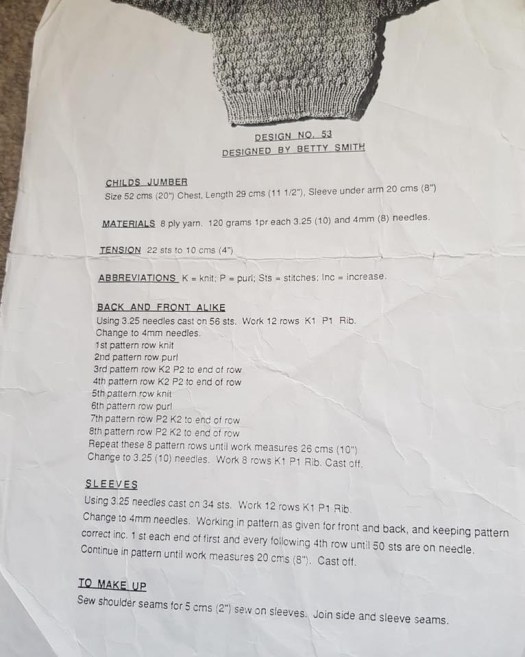 DESIGN NO. 53
DESIGNED BY BETTY SMITH
CHILDS JUMBER
Size 52 cms (20") Chest, Length 29 cms (11 1/2"), Sleeve under arm 20 cms (8")
MATERIALS 8 ply yarn. 120 grams 1pr each 3.25 (10) and 4mm (8) needles.
TENSION 22 sts to 10 cms (4")
ABBREVIATIONS K = knit; P = purl; Sts = stitches; Inc = increase.
BACK AND FRONT ALIKE
Using 3.25 needles cast on 56 sts. Work 12 rows K1 P1 Rib.
Change to 4mm needles.
1st pattern row knit
2nd pattern row purl
3rd pattern row K2 P2 to end of row
4th pattern row K2 P2 to end of row
5th pattern row knit
6th pattern row purl
7th pattern row P2 K2 to end of row
8th pattern row P2 K2 to end of row
Repeat these 8 pattern rows until work measures 26 cms (10")
Change to 3.25 (10) needles. Work 8 rows K1 P1 Rib. Cast off.
SLEEVES
Using 3.25 needles cast on 34 sts. Work 12 rows K1 P1 Rib.
Change to 4mm needles. Working in pattern as given for front and back, and keeping pattern
correct inc. 1 st each end of first and every following 4th row until 50 sts are on needle.
Continue in pattern until work measures 20 cms (8"). Cast off.
TO MAKE UP
Sew shoulder seams for 5 cms (2") sew on sleeves. Join side and sleeve seams.